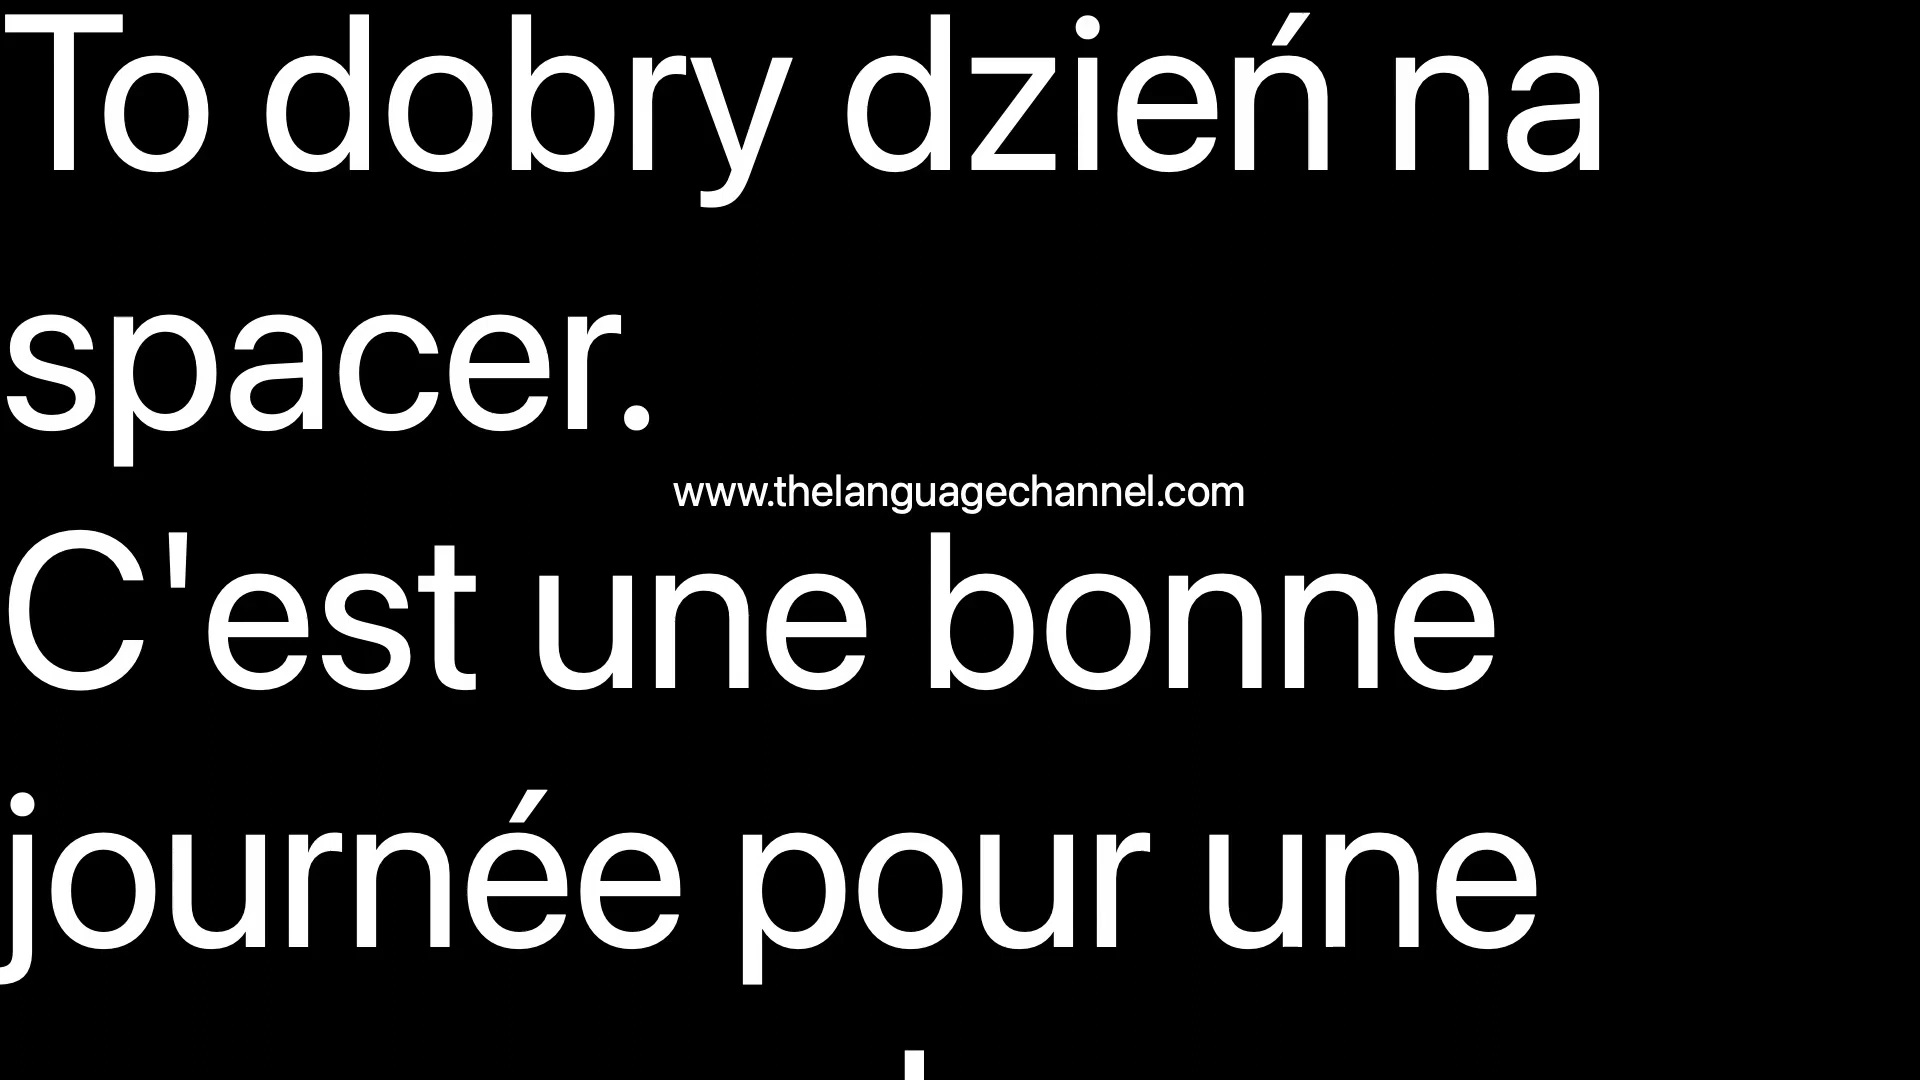 To dobry dzień na
spacer.
www.thelanguagechannel.com
C'est une bonne
journée pour une